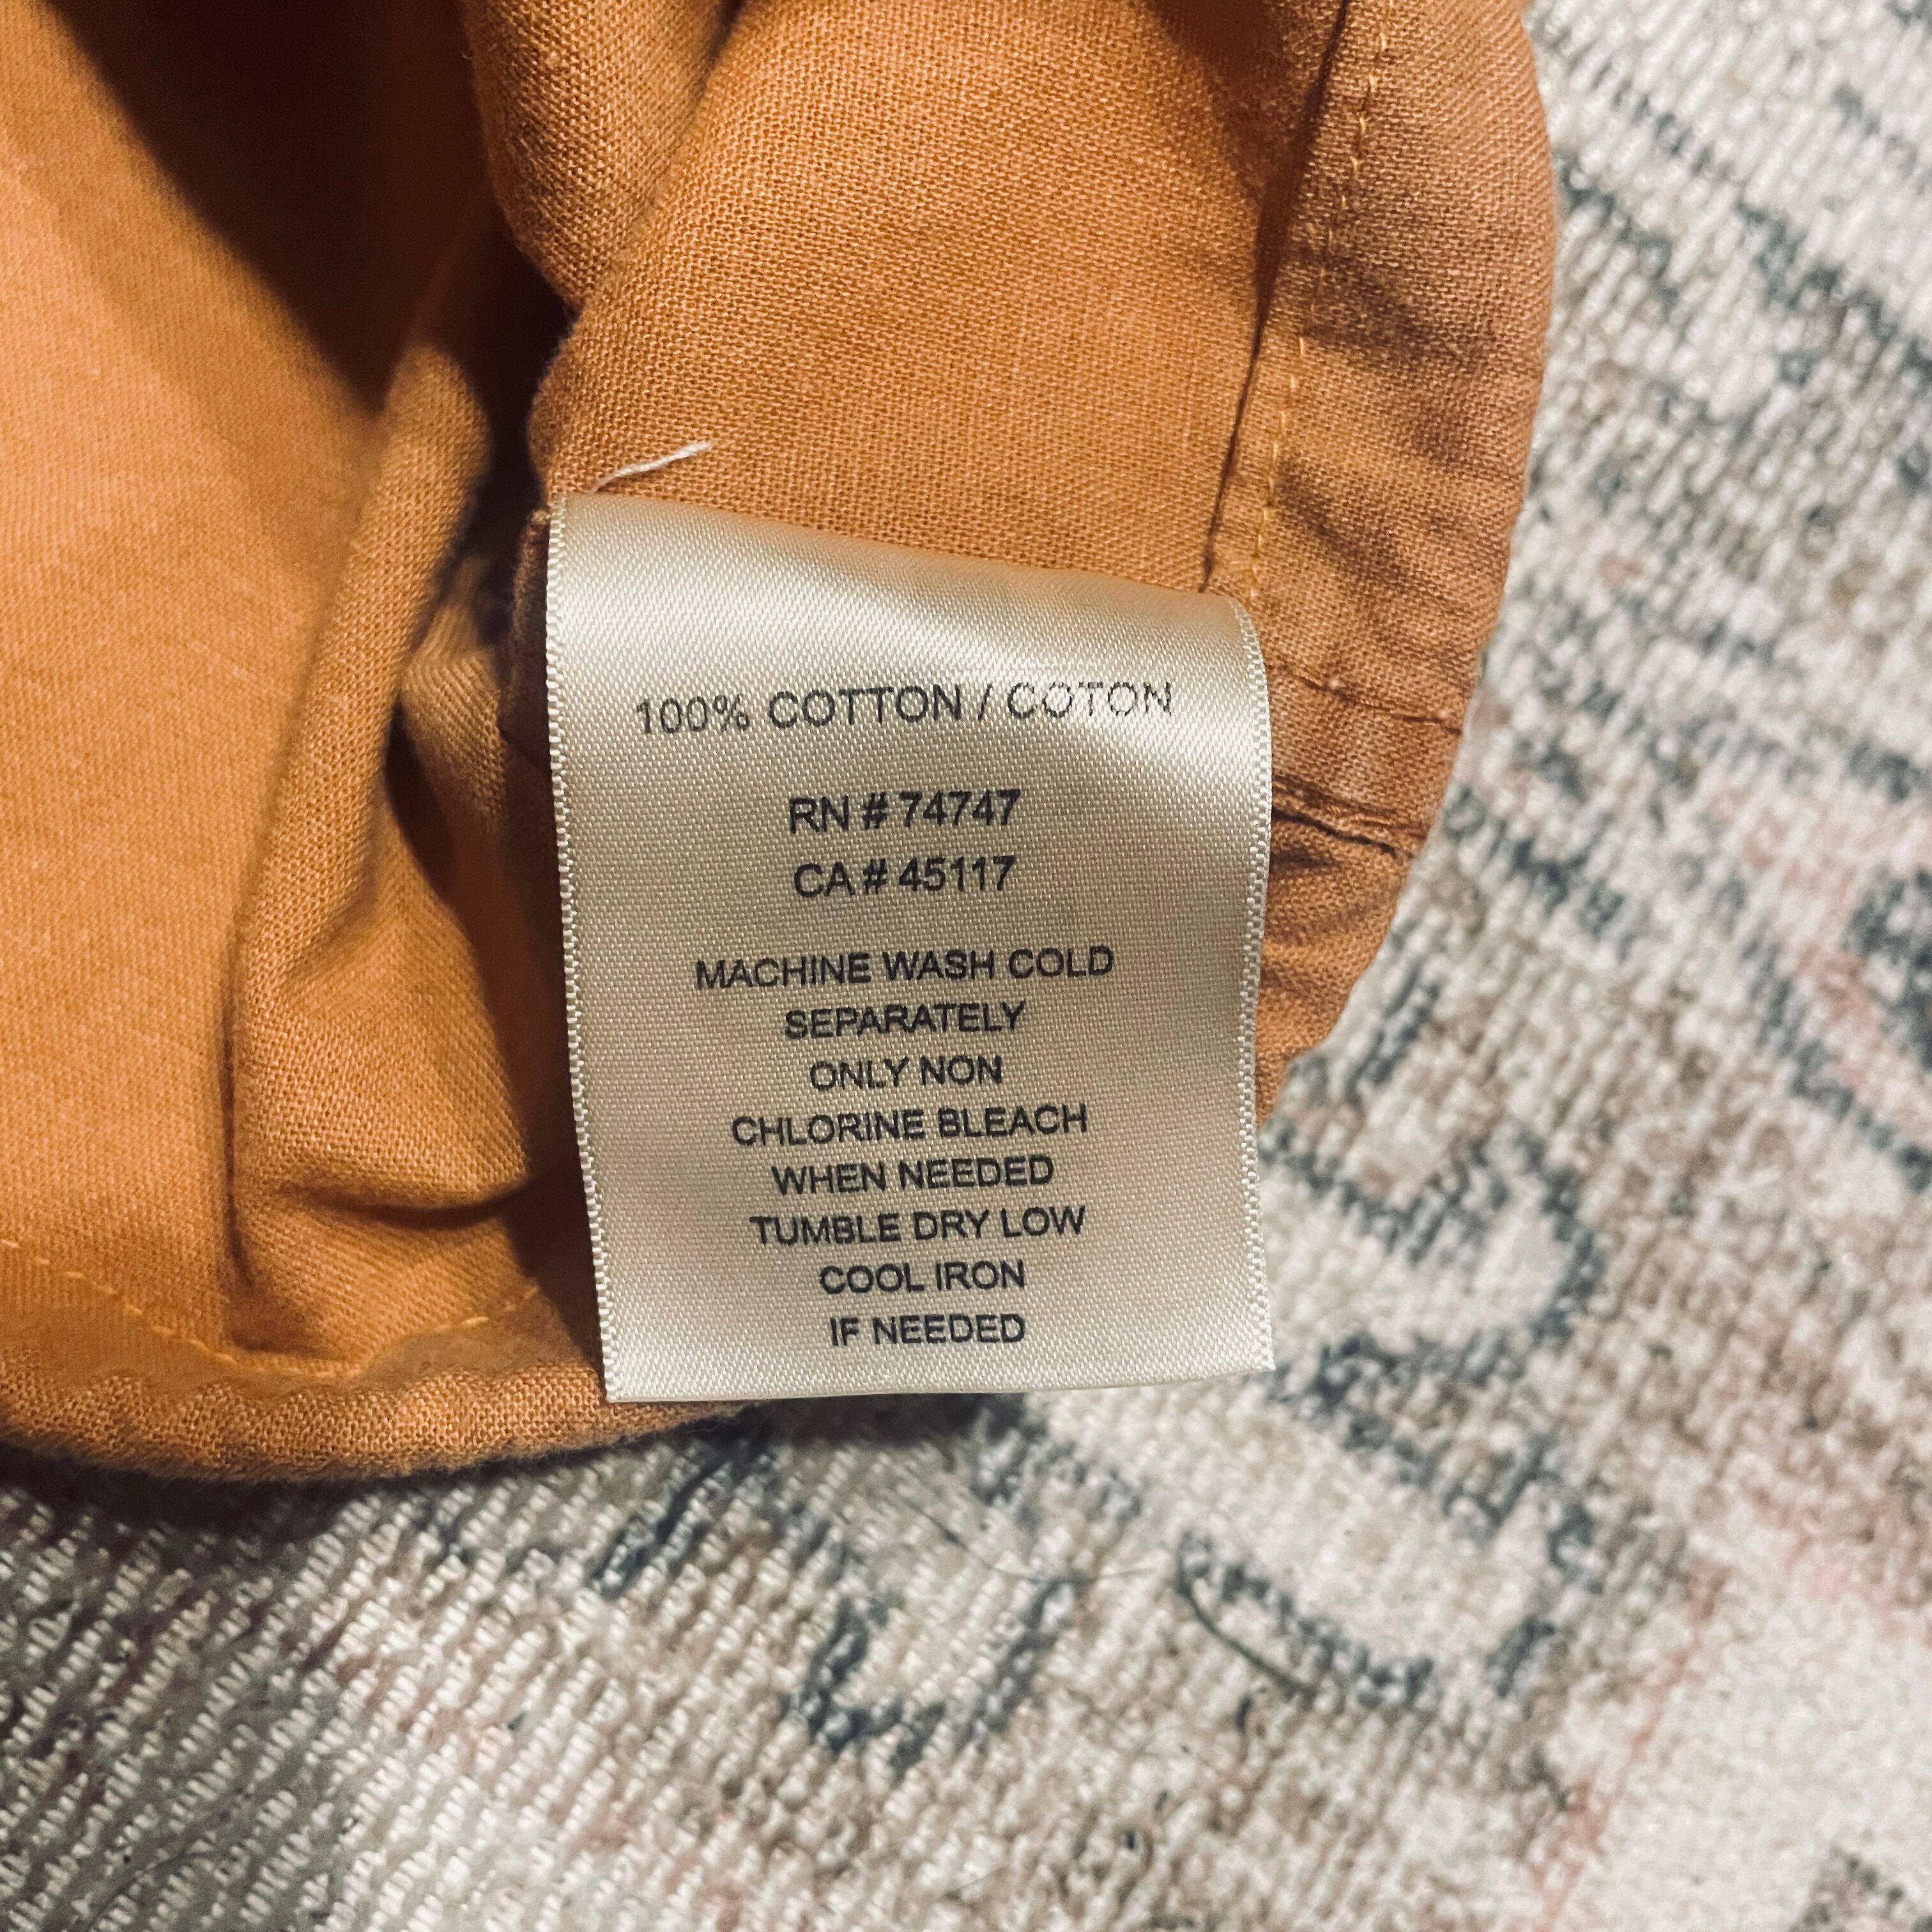 100% COTTON / COTON
RN # 74747
CA # 45117
MACHINE WASH COLD
SEPARATELY
ONLY NON
CHLORINE BLEACH
WHEN NEEDED
TUMBLE DRY LOW
COOL IRON
IF NEEDED